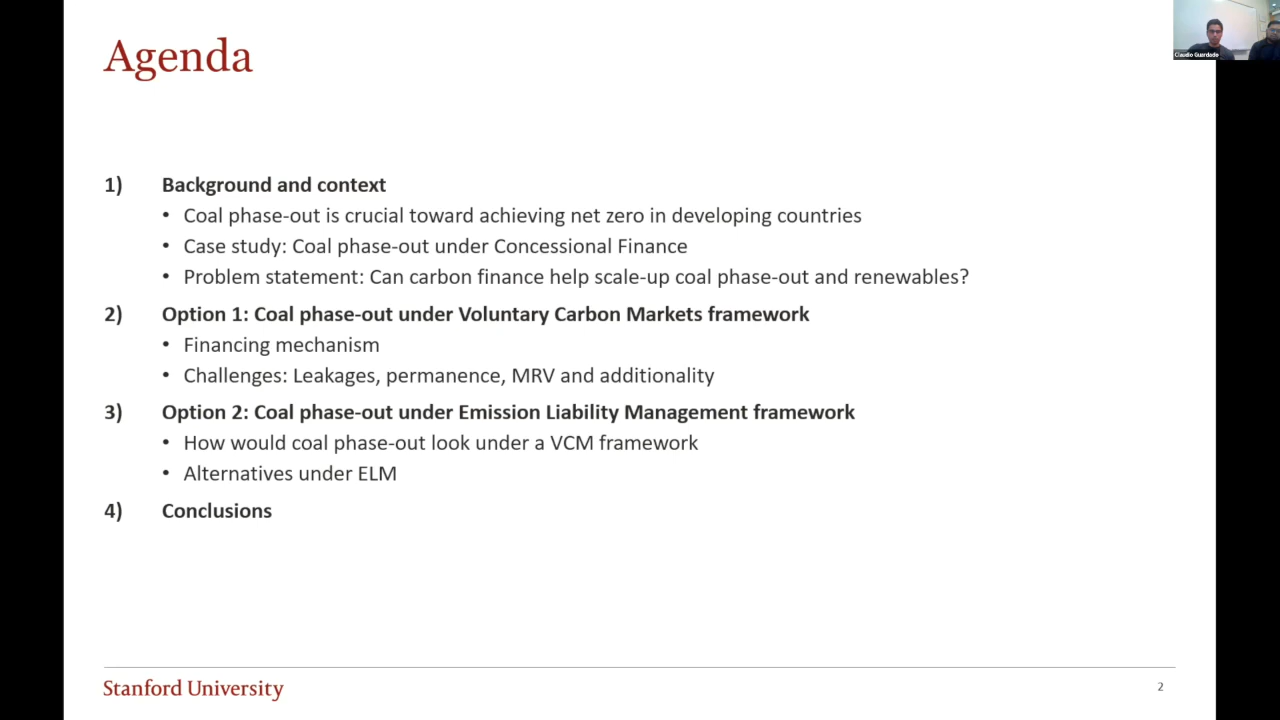 Agenda
Claudio Guardado
1) Background and context
• Coal phase-out is crucial toward achieving net zero in developing countries
• Case study: Coal phase-out under Concessional Finance
• Problem statement: Can carbon finance help scale-up coal phase-out and renewables?
2) Option 1: Coal phase-out under Voluntary Carbon Markets framework
• Financing mechanism
• Challenges: Leakages, permanence, MRV and additionality
3) Option 2: Coal phase-out under Emission Liability Management framework
• How would coal phase-out look under a VCM framework
• Alternatives under ELM
4) Conclusions
Stanford University
2